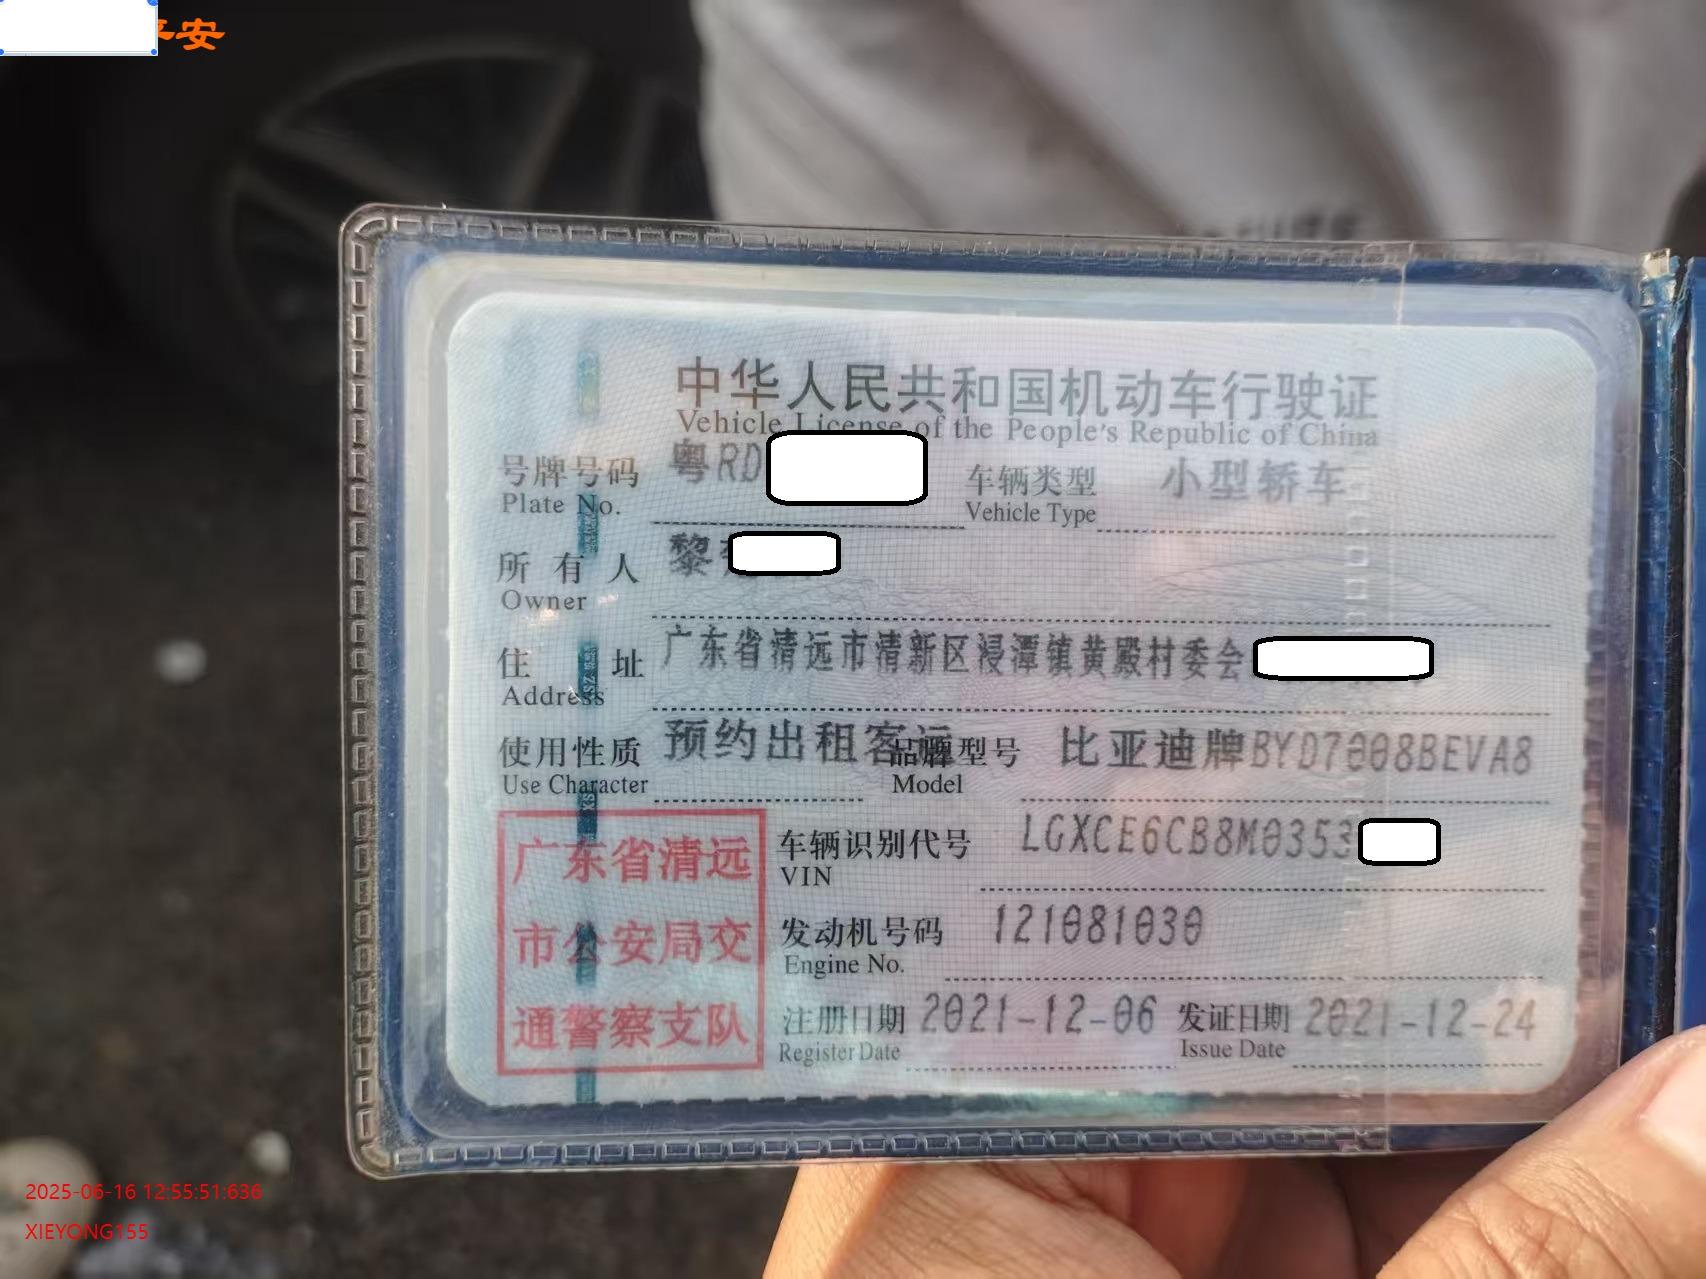 平安
中华人民共和国机动车行驶证
Vehicle License of the People's Republic of China
号牌号码 粤RD 车辆类型 小型轿车
Plate No. Vehicle Type
所有人 黎
Owner
住址 广东省清远市清新区浸潭镇黄殿村委会
Address
使用性质 预约出租客运 品牌型号 比亚迪牌BYD7008BEVA8
Use Character Model
广东省清远
市公安局交
通警察支队
车辆识别代号 LGXCE6CB8M0353
VIN
发动机号码 121081030
Engine No.
注册日期 2021-12-06 发证日期 2021-12-24
Register Date Issue Date
2025-06-16 12:55:51:636
XIEYONG155